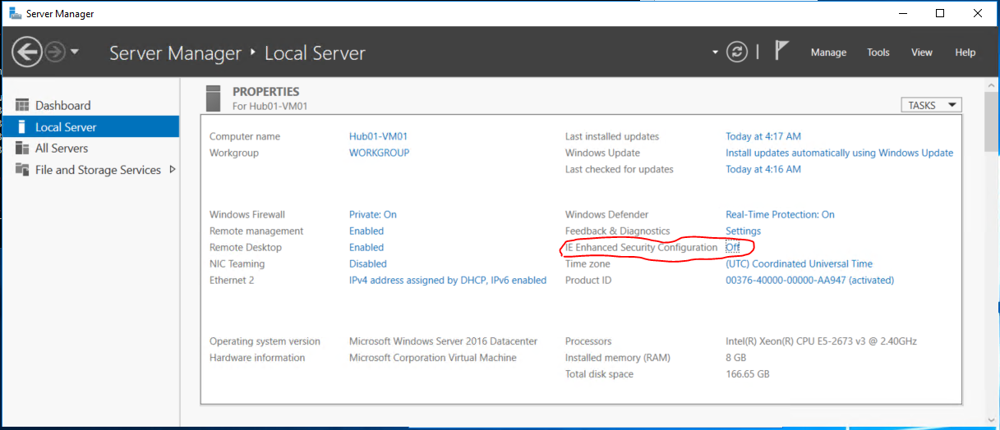 Server Manager
Server Manager ‣ Local Server
Manage Tools View Help
Dashboard
Local Server
All Servers
File and Storage Services
PROPERTIES
For Hub01-VM01
TASKS
Computer name Hub01-VM01 Last installed updates Today at 4:17 AM
Workgroup WORKGROUP Windows Update Install updates automatically using Windows Update
Last checked for updates Today at 4:16 AM
Windows Firewall Private: On Windows Defender Real-Time Protection: On
Remote management Enabled Feedback & Diagnostics Settings
Remote Desktop Enabled IE Enhanced Security Configuration Off
NIC Teaming Disabled Time zone (UTC) Coordinated Universal Time
Ethernet 2 IPv4 address assigned by DHCP, IPv6 enabled Product ID 00376-40000-00000-AA947 (activated)
Operating system version Microsoft Windows Server 2016 Datacenter Processors Intel(R) Xeon(R) CPU E5-2673 v3 @ 2.40GHz
Hardware information Microsoft Corporation Virtual Machine Installed memory (RAM) 8 GB
Total disk space 166.65 GB